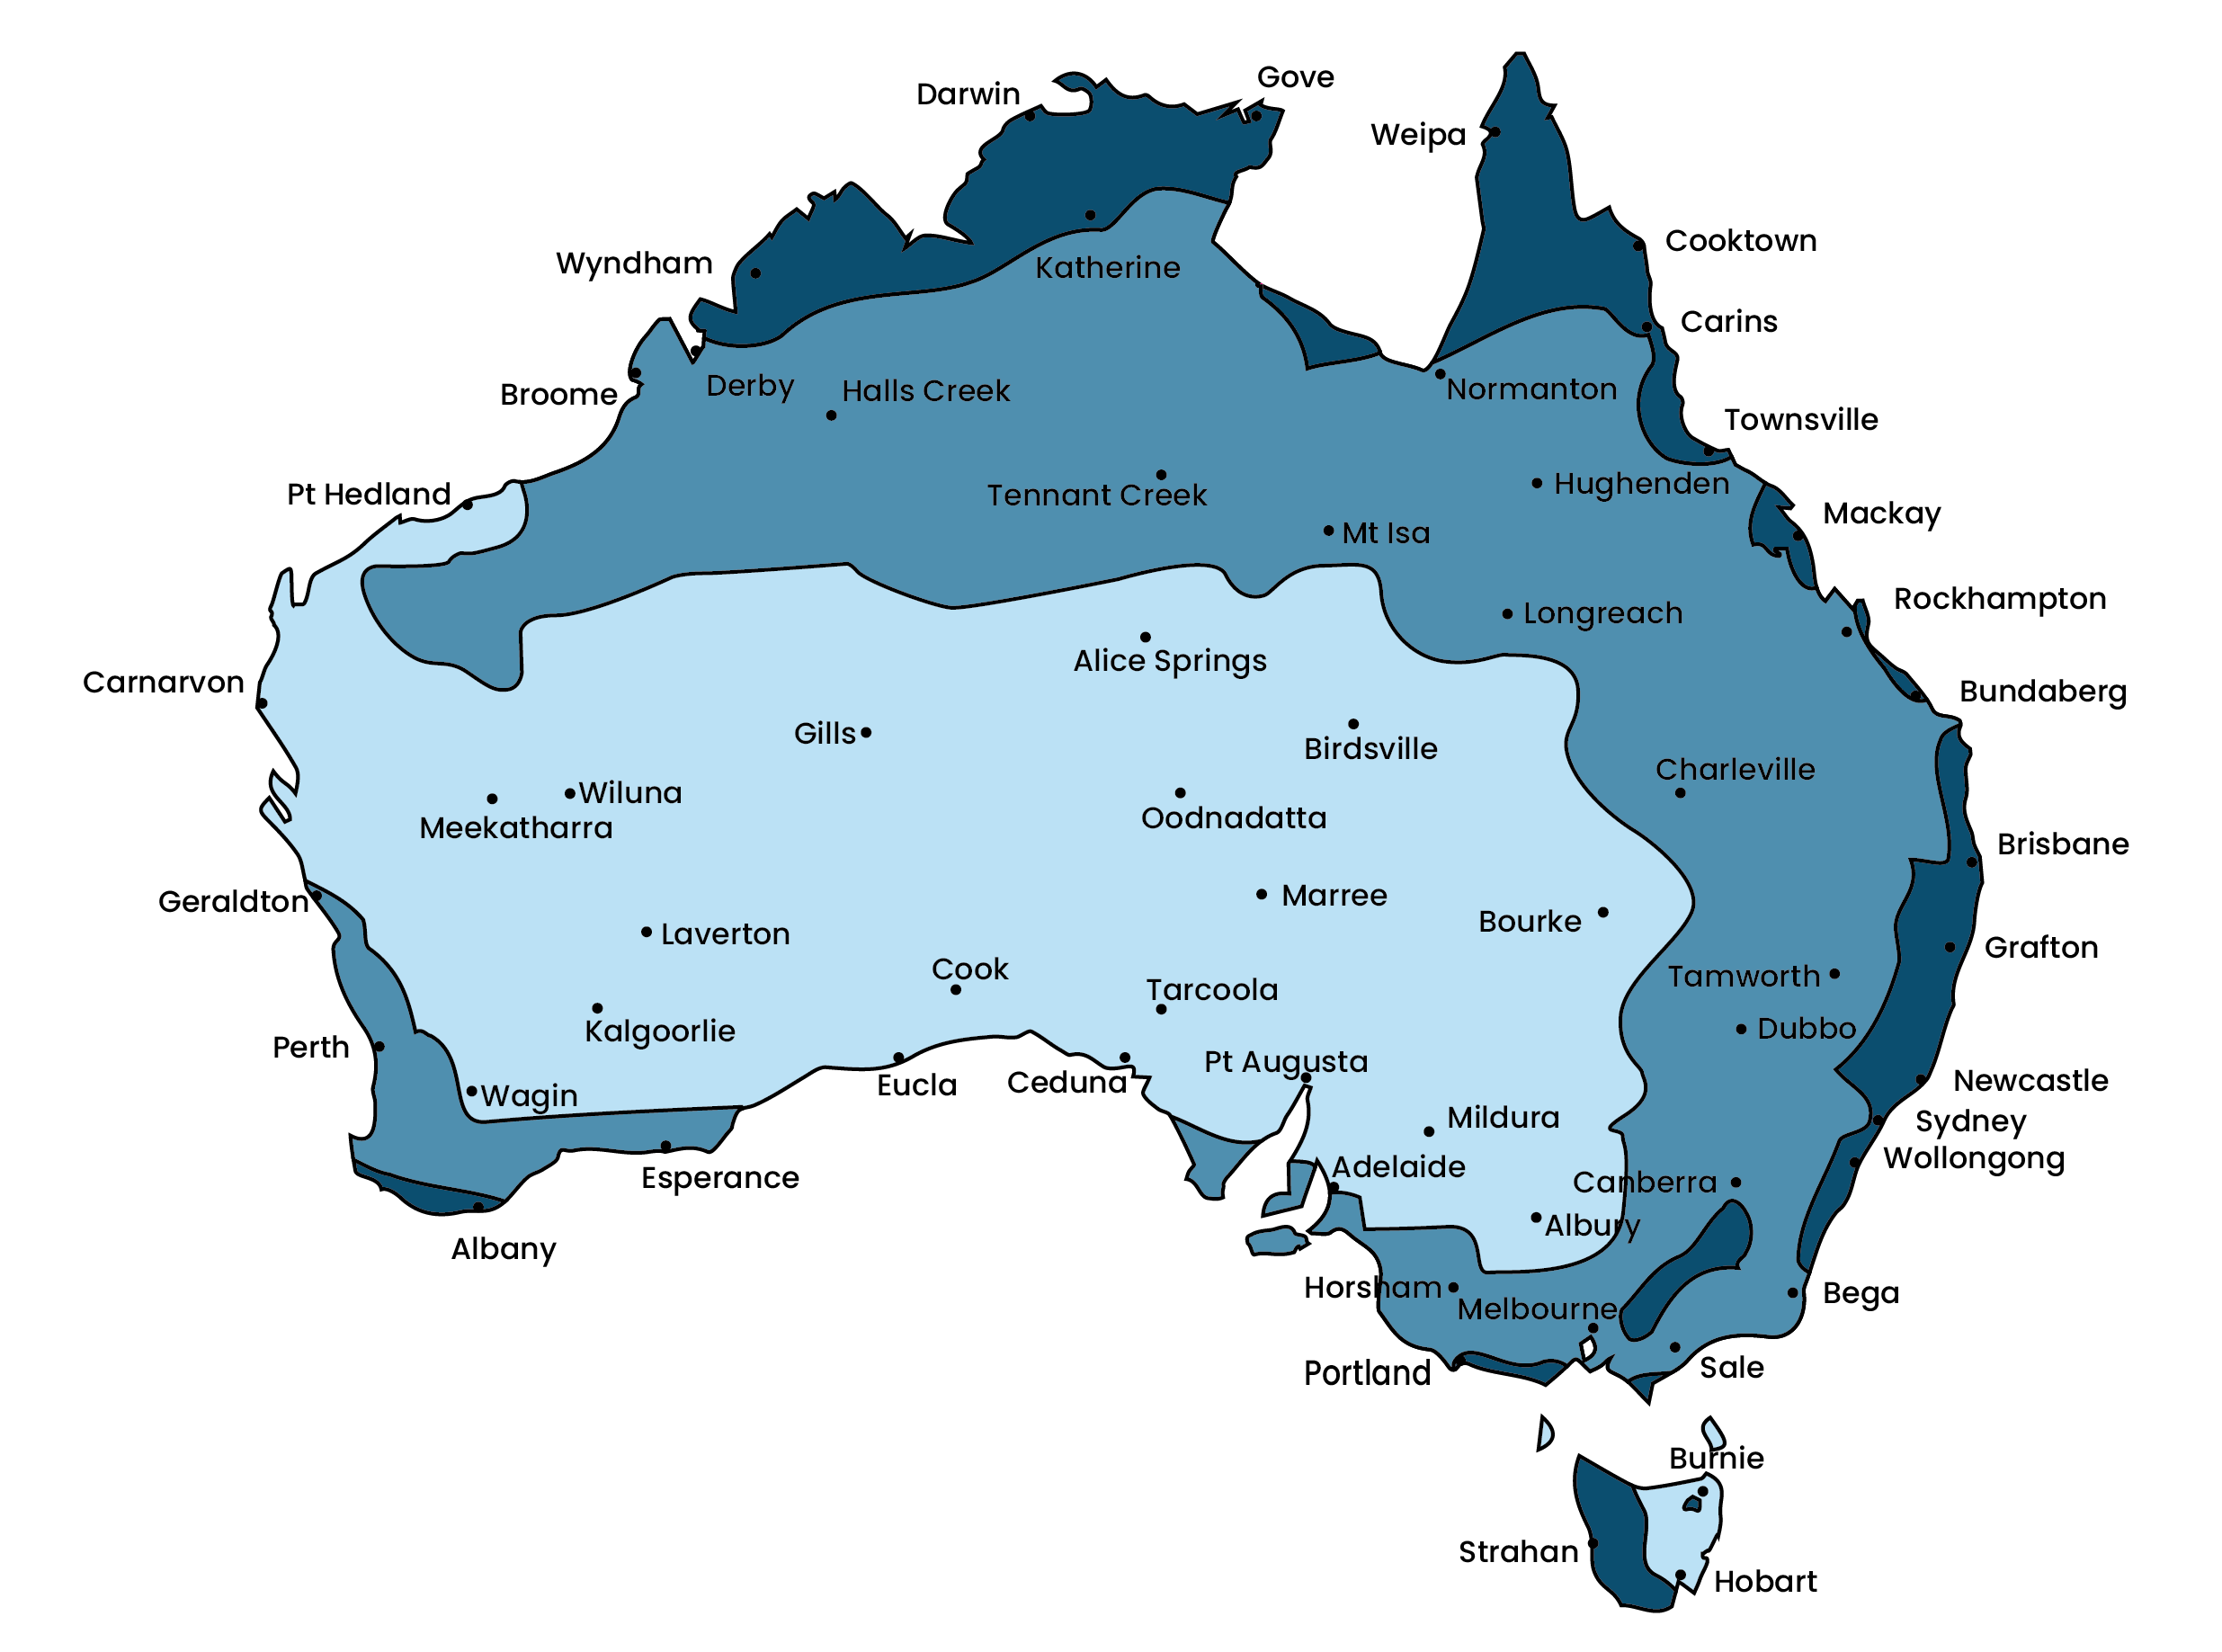 Gove
Darwin
Weipa
Cooktown
Wyndham
Katherine
Carins
Derby
Halls Creek
Normanton
Broome
Townsville
Hughenden
Pt Hedland
Tennant Creek
Mackay
Mt Isa
Rockhampton
Longreach
Alice Springs
Carnarvon
Bundaberg
Gills
Birdsville
Charleville
Wiluna
Oodnadatta
Meekatharra
Brisbane
Marree
Geraldton
Bourke
Laverton
Grafton
Cook
Tamworth
Tarcoola
Dubbo
Kalgoorlie
Perth
Pt Augusta
Newcastle
Ceduna
Eucla
Wagin
Mildura
Sydney
Wollongong
Adelaide
Esperance
Canberra
Albury
Albany
Horsham
Bega
Melbourne
Sale
Portland
Burnie
Strahan
Hobart